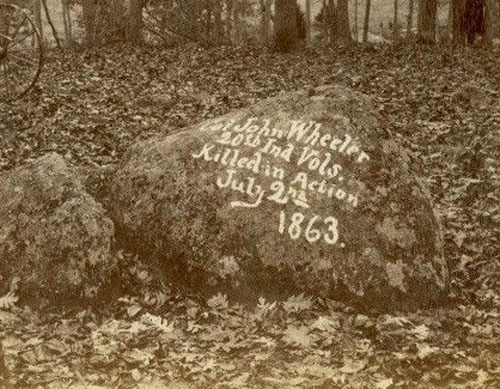 Col. John Wheeler
20th Ind Vols.
Killed in Action
July 2nd
1863.